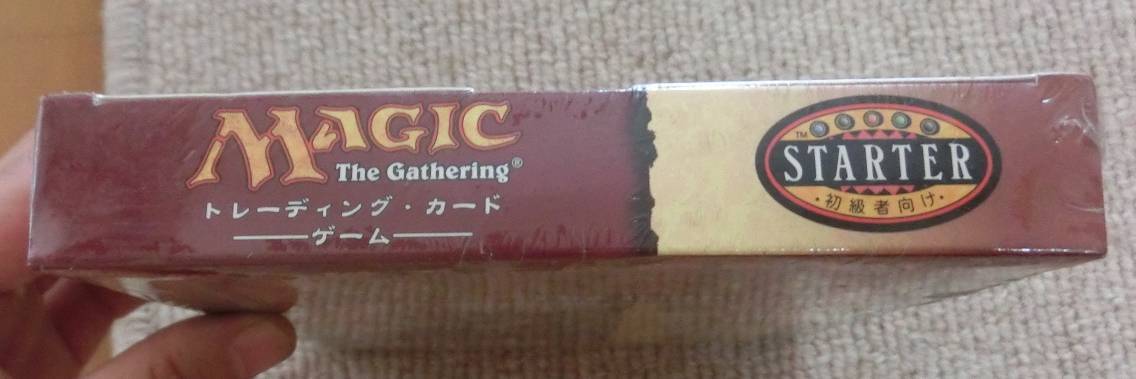 MAGIC
The Gathering®
トレーディング・カード
ゲーム
™
STARTER
・初級者向け・